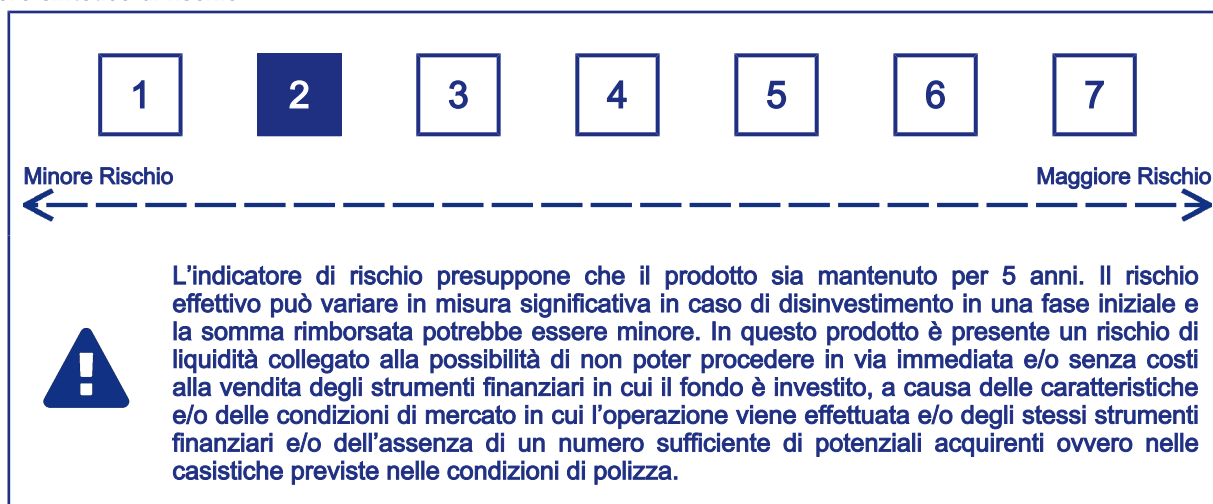 1 2 3 4 5 6 7
Minore Rischio Maggiore Rischio
L'indicatore di rischio presuppone che il prodotto sia mantenuto per 5 anni. Il rischio
effettivo può variare in misura significativa in caso di disinvestimento in una fase iniziale e
la somma rimborsata potrebbe essere minore. In questo prodotto è presente un rischio di
liquidità collegato alla possibilità di non poter procedere in via immediata e/o senza costi
alla vendita degli strumenti finanziari in cui il fondo è investito, a causa delle caratteristiche
e/o delle condizioni di mercato in cui l'operazione viene effettuata e/o degli stessi strumenti
finanziari e/o dell'assenza di un numero sufficiente di potenziali acquirenti ovvero nelle
casistiche previste nelle condizioni di polizza.